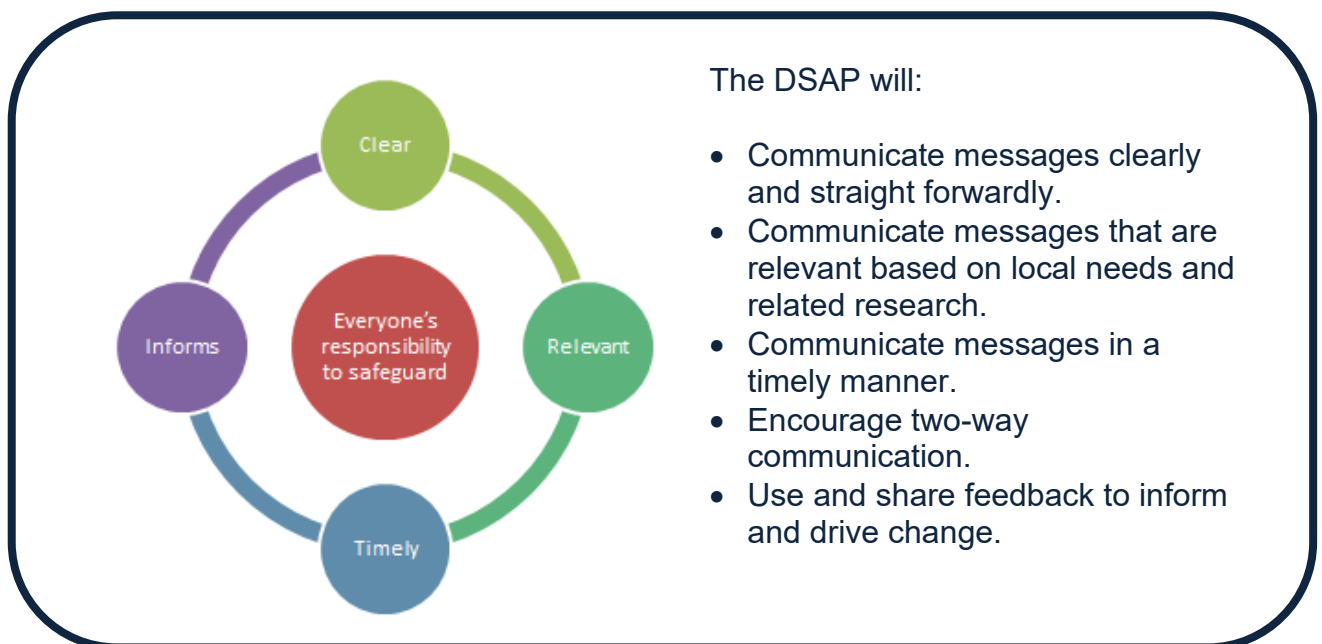 Clear
Informs
Everyone's
responsibility
to safeguard
Relevant
Timely
The DSAP will:
• Communicate messages clearly
and straight forwardly.
• Communicate messages that are
relevant based on local needs and
related research.
• Communicate messages in a
timely manner.
• Encourage two-way
communication.
• Use and share feedback to inform
and drive change.